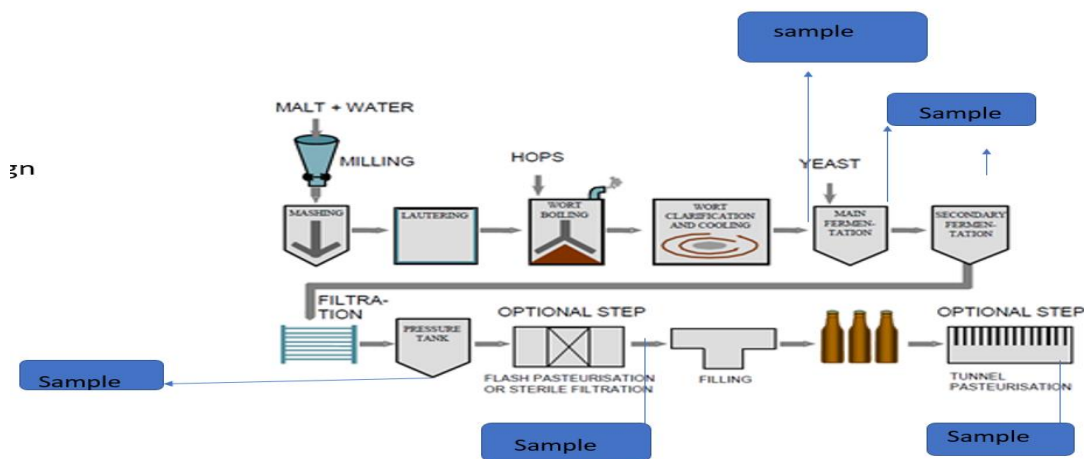 sample
Sample
MALT + WATER
gn
MILLING
HOPS
YEAST
MASHING
LAUTERING
WORT
BOILING
WORT
CLARIFICATION
AND COOLING
MAIN
FERMEN-
TATION
SECONDARY
FERMEN-
TATION
FILTRA-
TION
PRESSURE
TANK
OPTIONAL STEP
OPTIONAL STEP
FLASH PASTEURISATION
OR STERILE FILTRATION
FILLING
TUNNEL
PASTEURISATION
Sample
Sample
Sample